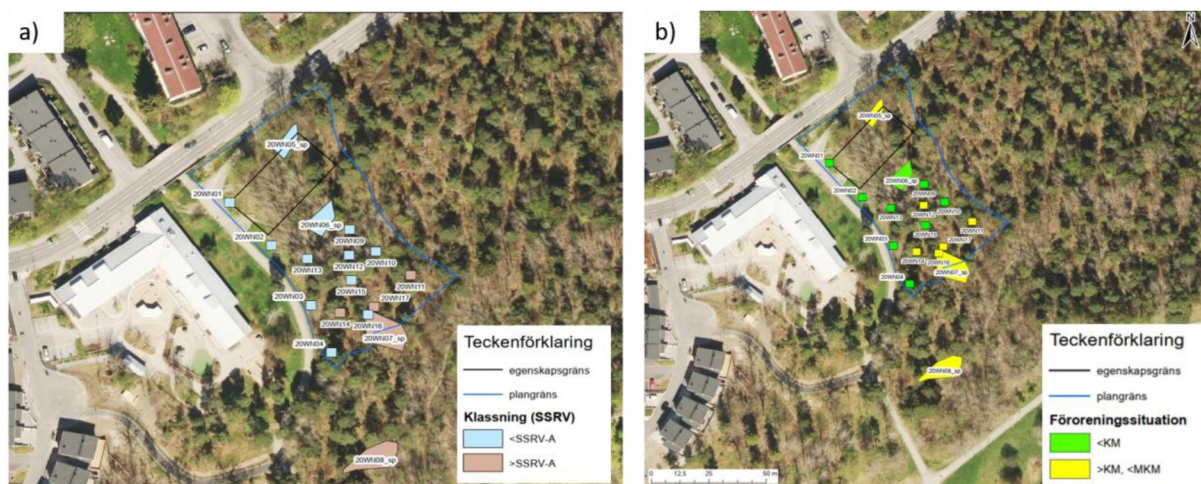 a)
20WN05_sp
20WN01
20WN06_sp
20WN02
20WN09
20WN12
20WN10
20WN13
20WN15
20WN11
20WN03
20WN17
20WN14
20WN16
20WN07_sp
20WN04
20WN08_sp
Teckenförklaring
egenskapsgräns
plangräns
Klassning (SSRV)
<SSRV-A
>SSRV-A
b)
N
20WN05_sp
20WN01
20WN06_sp
20WN02
20WN09
20WN12
20WN10
20WN13
20WN11
20WN15
20WN03
20WN17
20WN14
20WN16
20WN07_sp
20WN04
20WN08_sp
Teckenförklaring
egenskapsgräns
plangräns
Föroreningssituation
<KM
>KM, <MKM
0 12,5 25 50 m